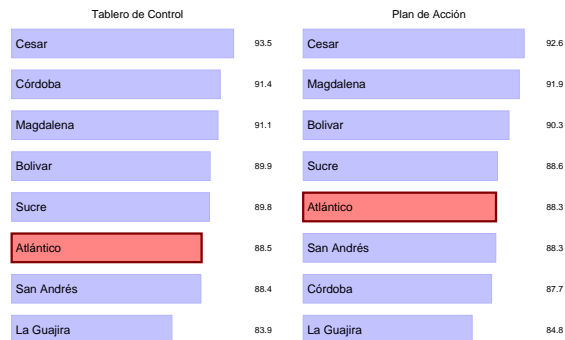 Tablero de Control
Cesar 93.5
Córdoba 91.4
Magdalena 91.1
Bolivar 89.9
Sucre 89.8
Atlántico 88.5
San Andrés 88.4
La Guajira 83.9
Plan de Acción
Cesar 92.6
Magdalena 91.9
Bolivar 90.3
Sucre 88.6
Atlántico 88.3
San Andrés 88.3
Córdoba 87.7
La Guajira 84.8